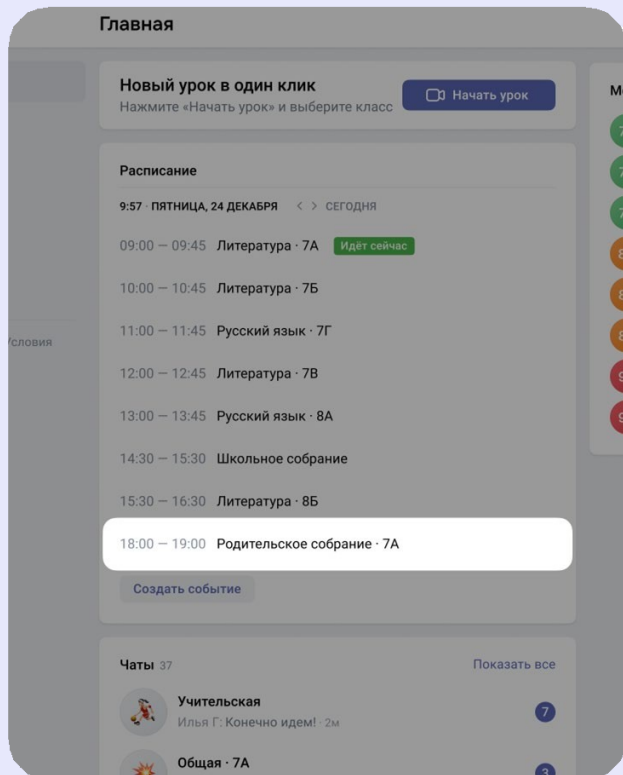 Главная
Новый урок в один клик
Нажмите «Начать урок» и выберите класс
Начать урок
Расписание
9:57 · ПЯТНИЦА, 24 ДЕКАБРЯ < > СЕГОДНЯ
09:00 — 09:45 Литература · 7А Идёт сейчас
10:00 — 10:45 Литература · 7Б
11:00 — 11:45 Русский язык · 7Г
12:00 — 12:45 Литература · 7В
13:00 — 13:45 Русский язык · 8А
14:30 — 15:30 Школьное собрание
15:30 — 16:30 Литература · 8Б
18:00 — 19:00 Родительское собрание · 7А
Создать событие
Чаты 37
Показать все
Учительская
Илья Г: Конечно идем! · 2м
7
Общая · 7А
3